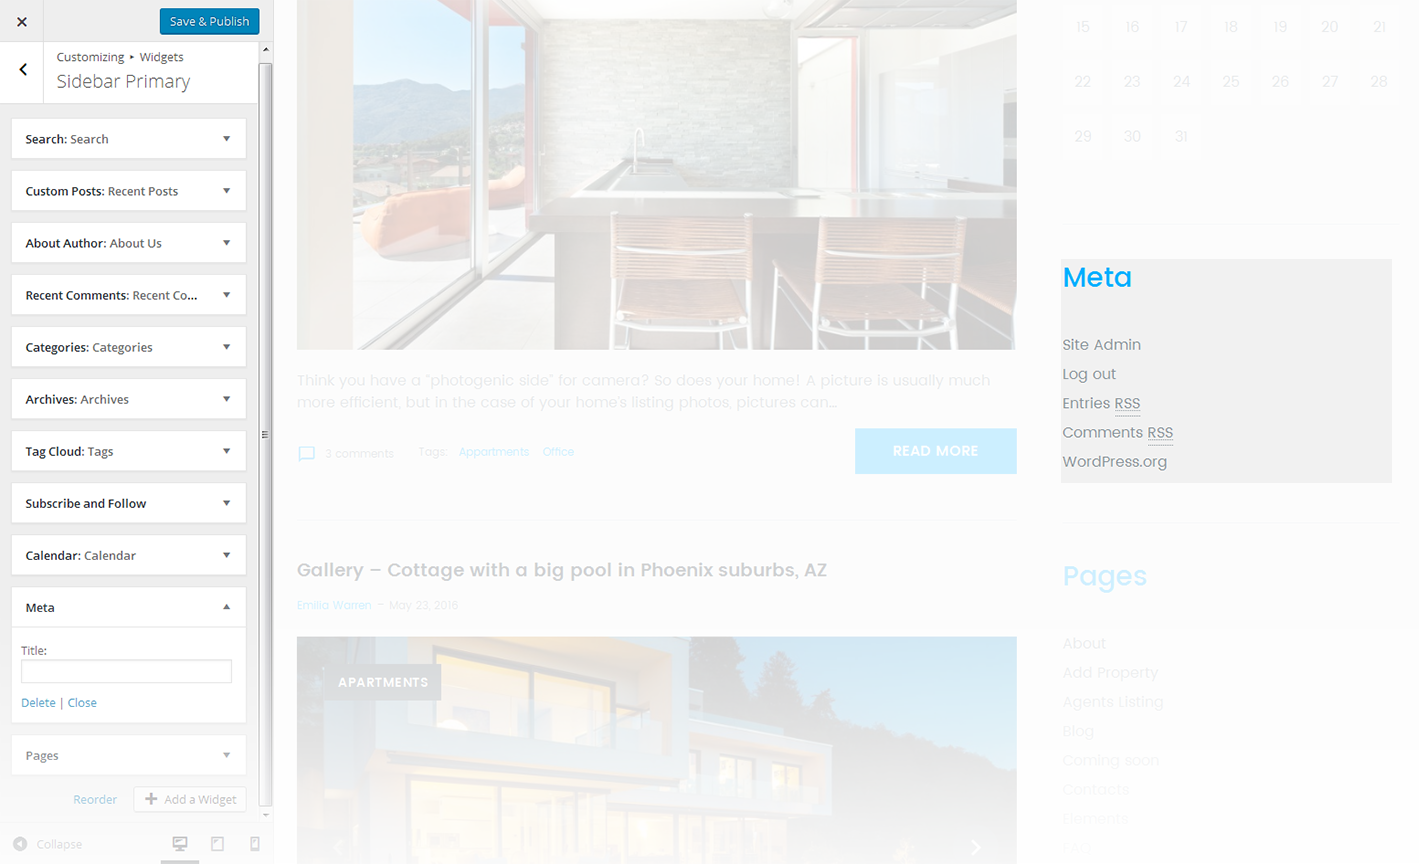 Save & Publish
Customizing ▸ Widgets
Sidebar Primary
Search: Search
Custom Posts: Recent Posts
About Author: About Us
Recent Comments: Recent Co...
Categories: Categories
Archives: Archives
Tag Cloud: Tags
Subscribe and Follow
Calendar: Calendar
Meta
Title:
Delete | Close
Pages
Reorder
Add a Widget
Collapse
Think you have a "photogenic side" for camera? So does your home! A picture is usually much
more efficient, but in the case of your home's listing photos, pictures can...
3 comments
Tags: Appartments Office
READ MORE
Gallery – Cottage with a big pool in Phoenix suburbs, AZ
Emilia Warren – May 23, 2016
APARTMENTS
15 16 17 18 19 20 21
22 23 24 25 26 27 28
29 30 31
Meta
Site Admin
Log out
Entries RSS
Comments RSS
WordPress.org
Pages
About
Add Property
Agents Listing
Blog
Coming soon
Contacts
Elements